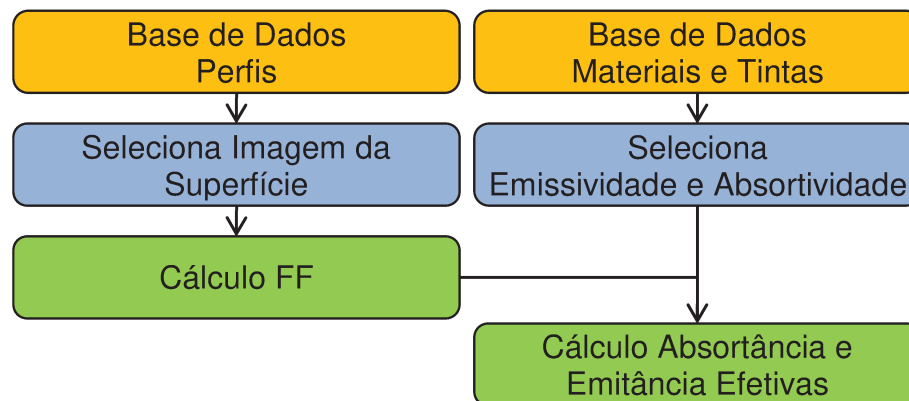 Base de Dados
Perfis
Base de Dados
Materiais e Tintas
Seleciona Imagem da
Superfície
Seleciona
Emissividade e Absortividade
Cálculo FF
Cálculo Absortância e
Emitância Efetivas